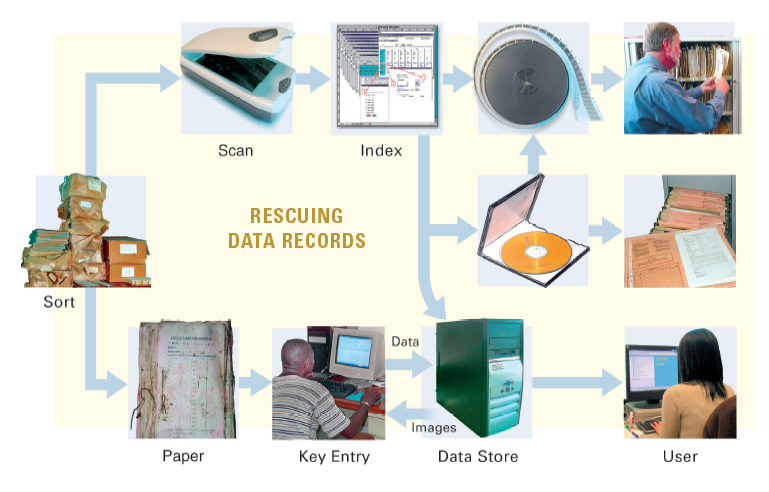 Scan
Index
RESCUING
DATA RECORDS
Sort
Data
Images
Paper
Key Entry
Data Store
User